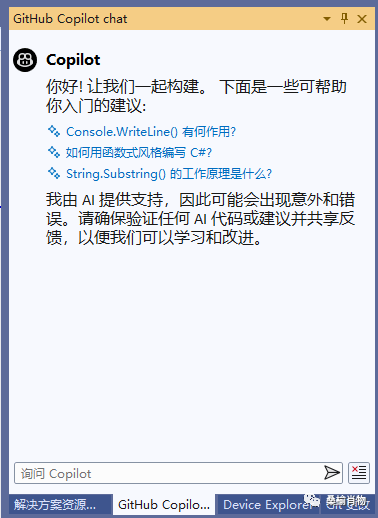 GitHub Copilot chat
Copilot
你好! 让我们一起构建。 下面是一些可帮助
你入门的建议:
Console.WriteLine() 有何作用?
如何用函数式风格编写 C#?
String.Substring() 的工作原理是什么?
我由 AI 提供支持，因此可能会出现意外和错
误。请确保验证任何 AI 代码或建议并共享反
馈，以便我们可以学习和改进。
询问 Copilot
解决方案资源... GitHub Copilo... Device Explorer Git 更改
桑榆肖物